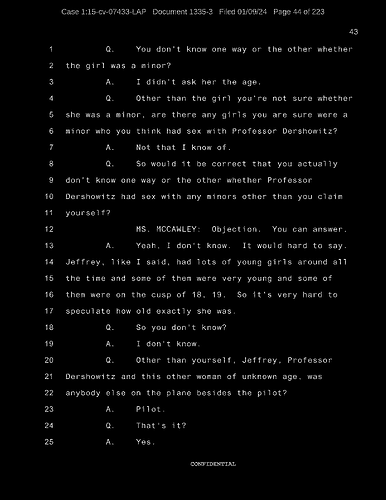 Case 1:15-cv-07433-LAP Document 1335-3 Filed 01/09/24 Page 44 of 223
43
1 Q. You don't know one way or the other whether
2 the girl was a minor?
3 A. I didn't ask her the age.
4 Q. Other than the girl you're not sure whether
5 she was a minor, are there any girls you are sure were a
6 minor who you think had sex with Professor Dershowitz?
7 A. Not that I know of.
8 Q. So would it be correct that you actually
9 don't know one way or the other whether Professor
10 Dershowitz had sex with any minors other than you claim
11 yourself?
12 MS. MCCAWLEY: Objection. You can answer.
13 A. Yeah, I don't know. It would hard to say.
14 Jeffrey, like I said, had lots of young girls around all
15 the time and some of them were very young and some of
16 them were on the cusp of 18, 19. So it's very hard to
17 speculate how old exactly she was.
18 Q. So you don't know?
19 A. I don't know.
20 Q. Other than yourself, Jeffrey, Professor
21 Dershowitz and this other woman of unknown age, was
22 anybody else on the plane besides the pilot?
23 A. Pilot.
24 Q. That's it?
25 A. Yes.
CONFIDENTIAL